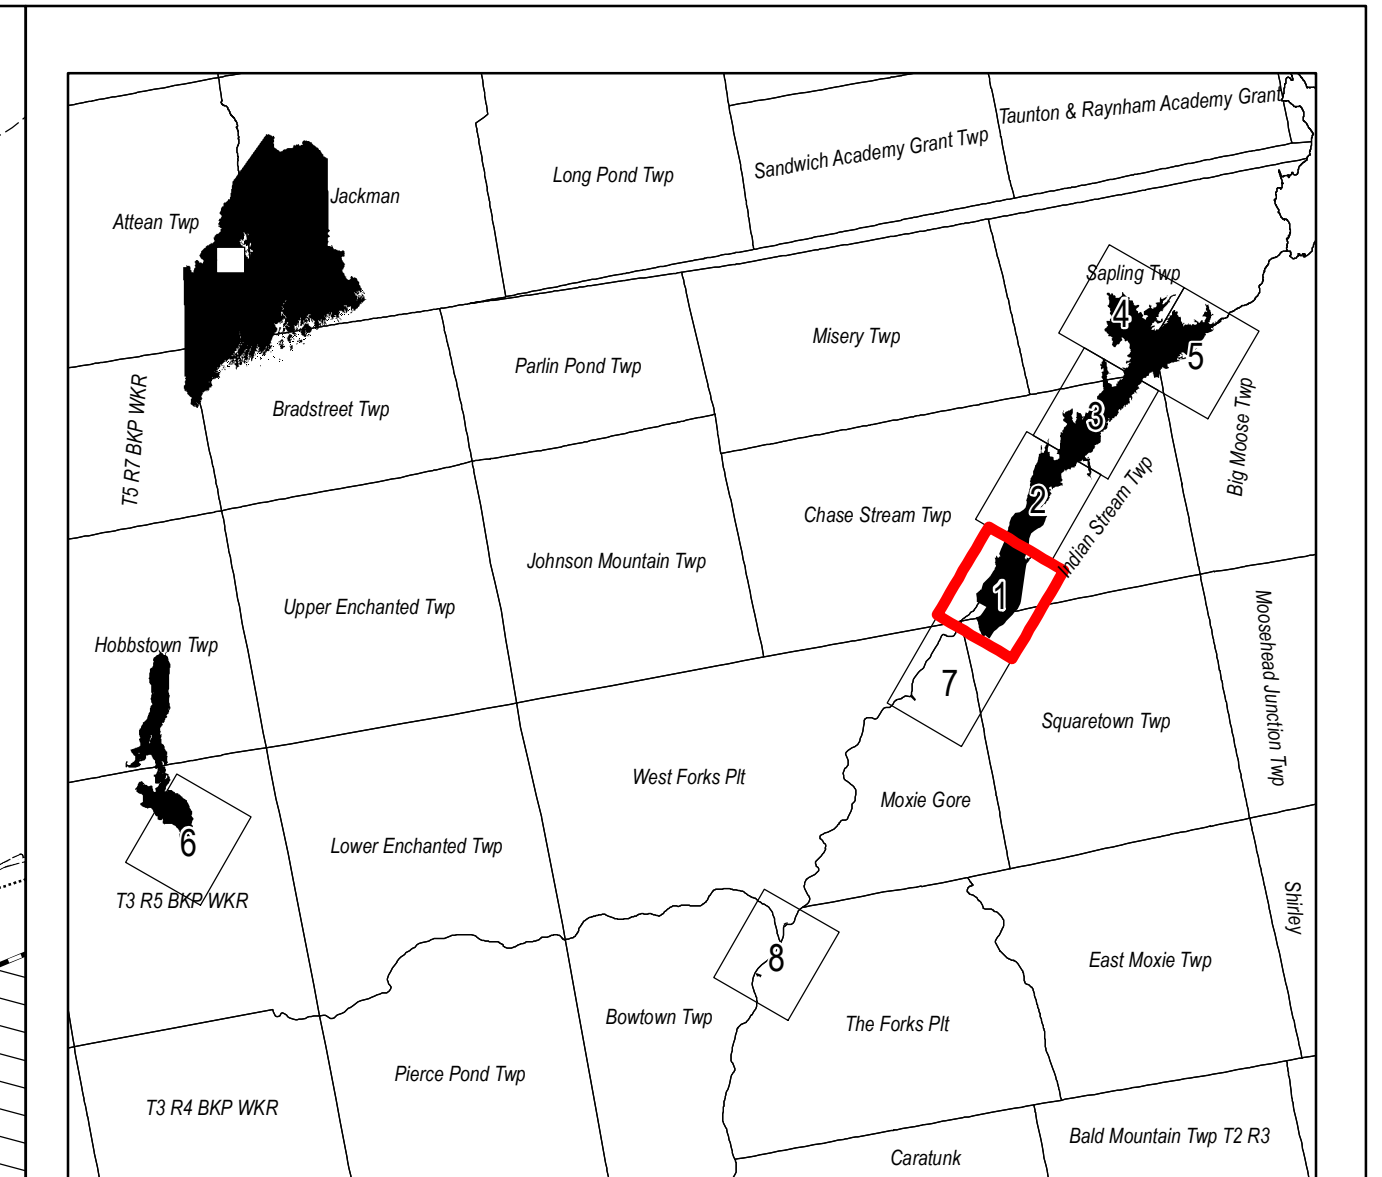 Taunton & Raynham Academy Grant
Sandwich Academy Grant Twp
Long Pond Twp
Jackman
Attean Twp
Sapling Twp
4
5
Misery Twp
Parlin Pond Twp
Bradstreet Twp
T5 R7 BKP WKR
3
Big Moose Twp
2
Indian Stream Twp
Chase Stream Twp
Johnson Mountain Twp
1
Upper Enchanted Twp
Hobbstown Twp
Moosehead Junction Twp
7
Squaretown Twp
West Forks Plt
Moxie Gore
6
Lower Enchanted Twp
T3 R5 BKP WKR
Shirley
8
East Moxie Twp
Bowtown Twp
The Forks Plt
Pierce Pond Twp
T3 R4 BKP WKR
Bald Mountain Twp T2 R3
Caratunk